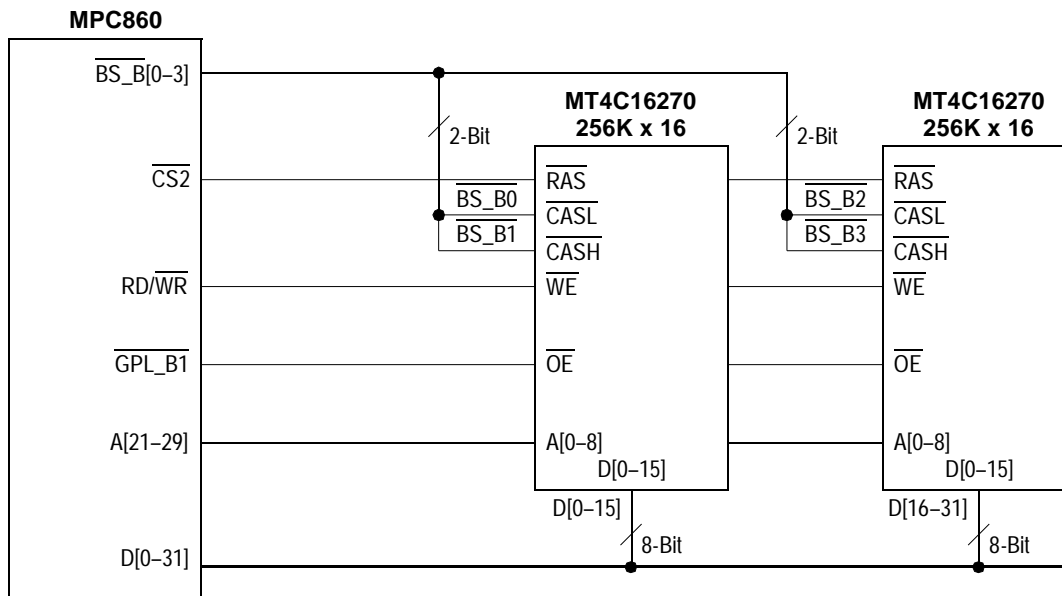 MPC860
BS_B[0–3]
MT4C16270
256K x 16
MT4C16270
256K x 16
2-Bit
2-Bit
CS2
RAS
RAS
BS_B0
CASL
BS_B2
CASL
BS_B1
CASH
BS_B3
CASH
RD/WR
WE
WE
GPL_B1
OE
OE
A[21–29]
A[0–8]
A[0–8]
D[0–15]
D[0–15]
D[0–15]
D[16–31]
8-Bit
8-Bit
D[0–31]